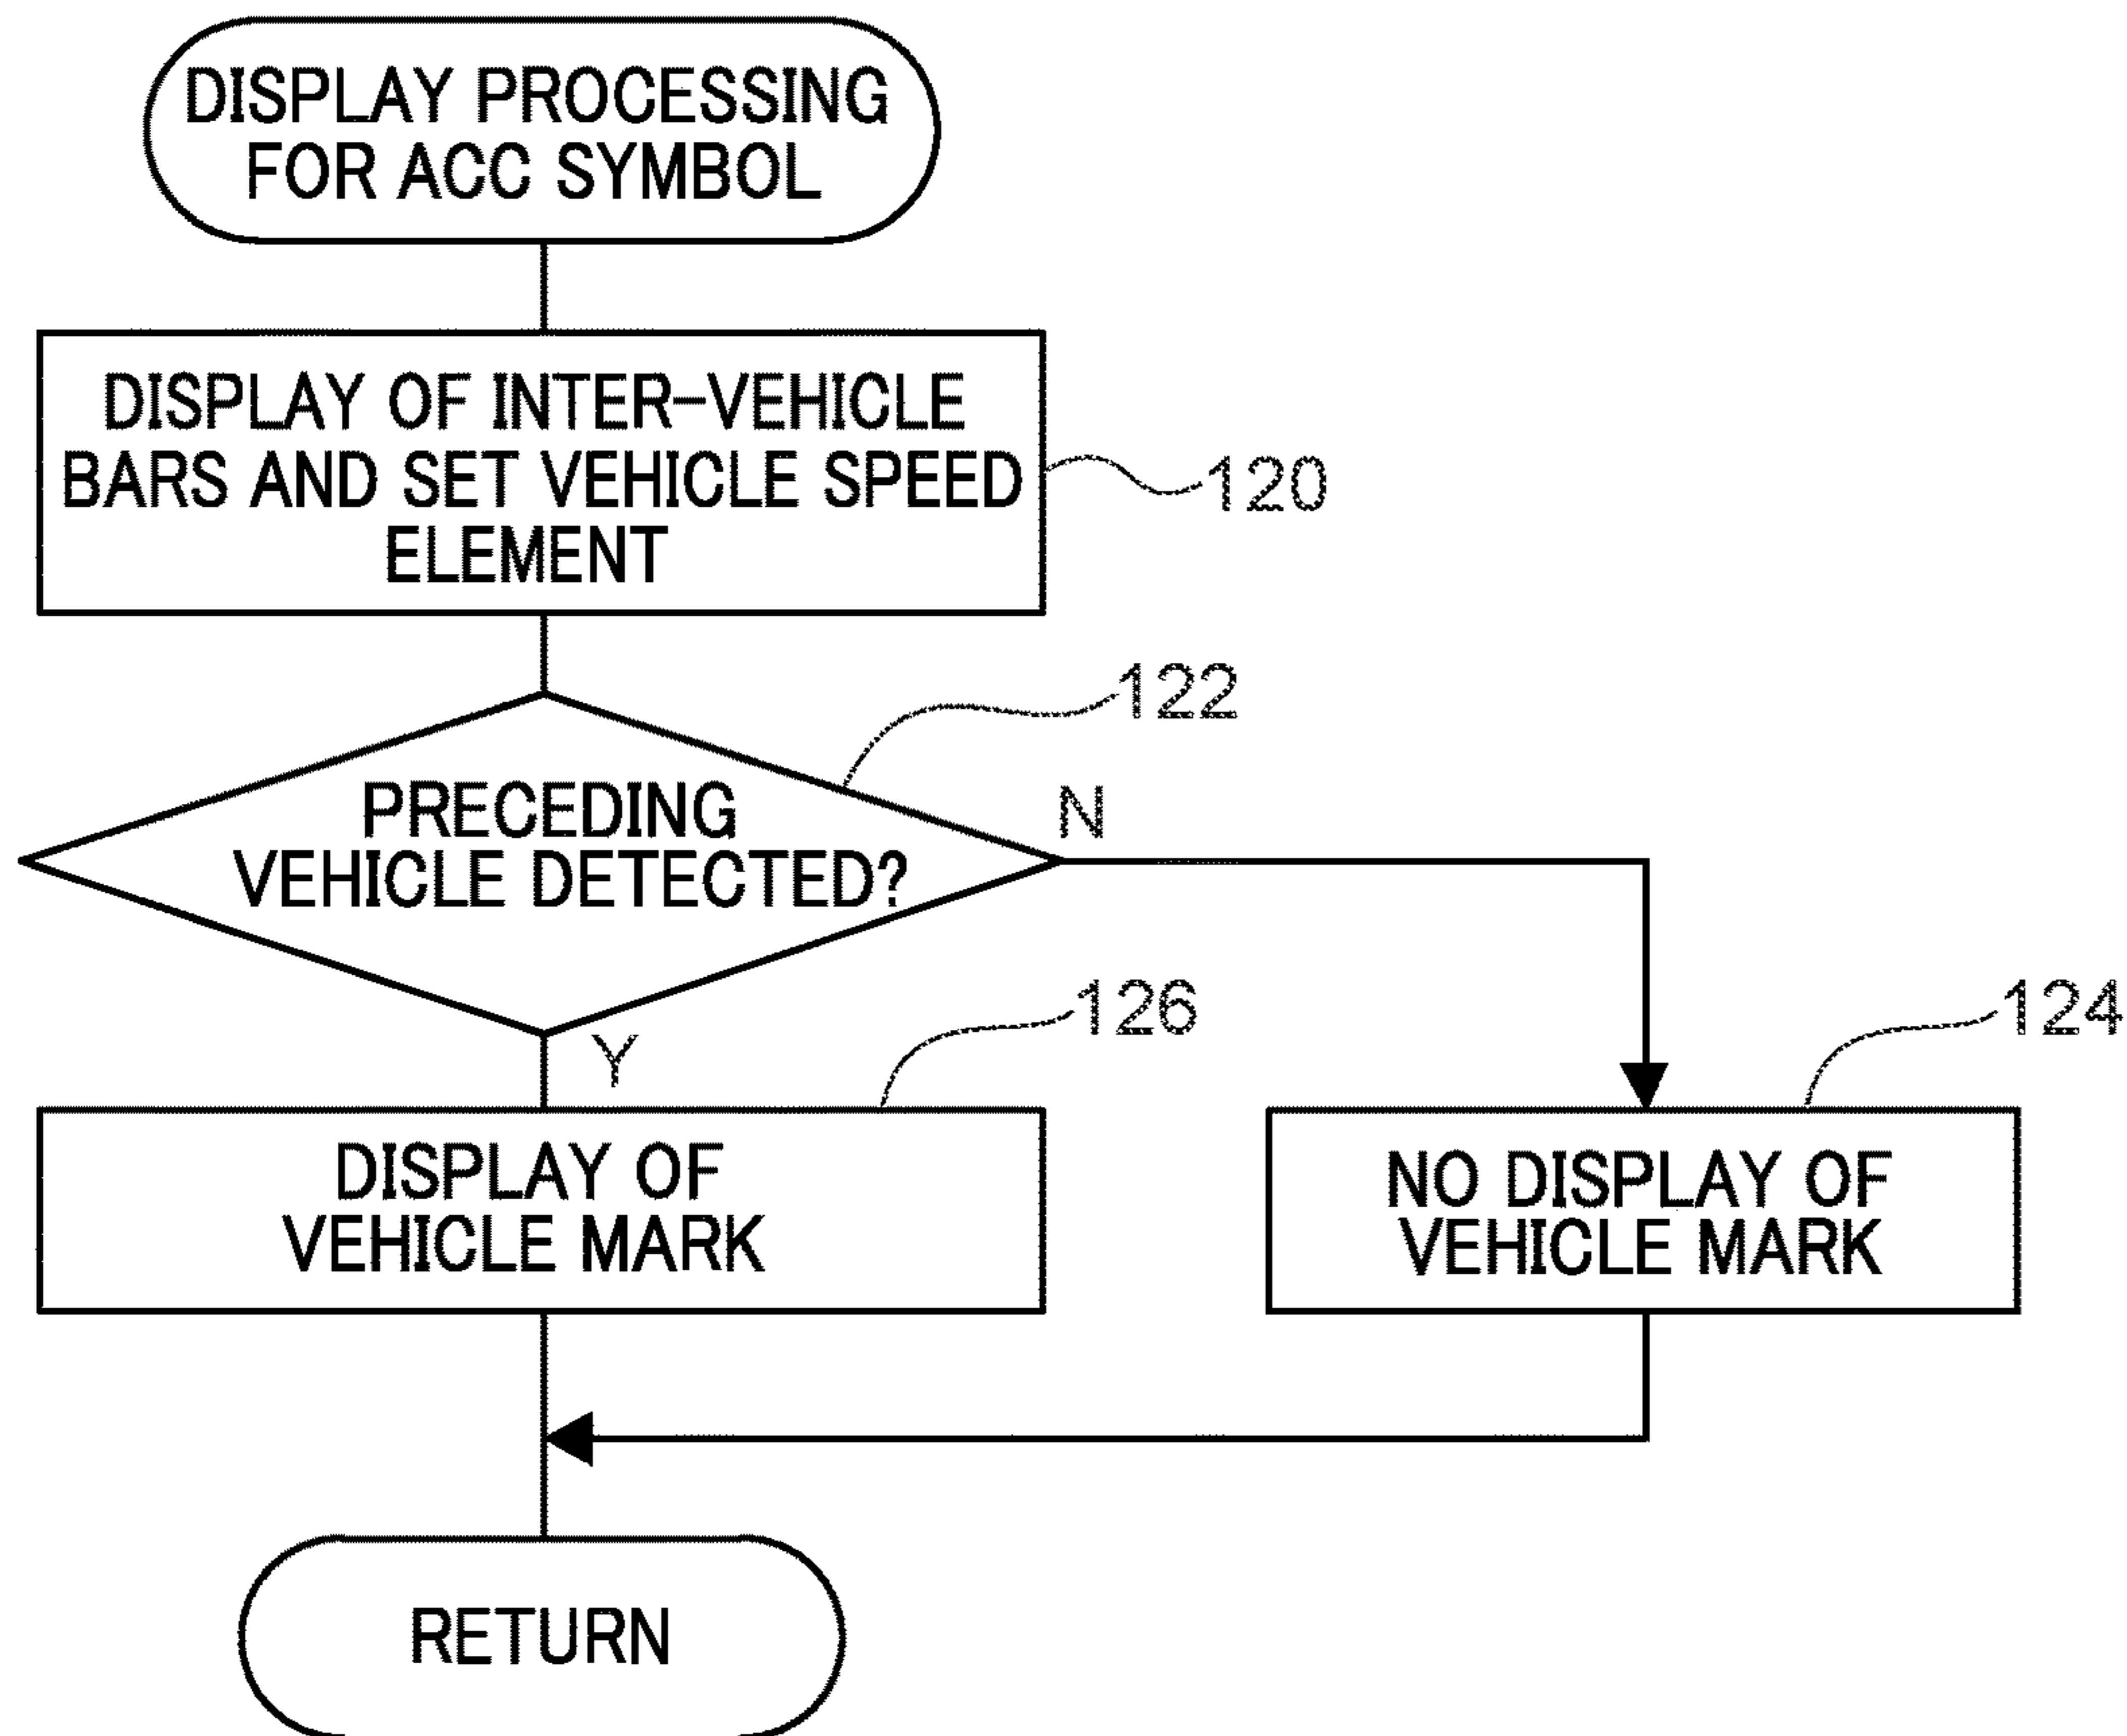 DISPLAY PROCESSING
FOR ACC SYMBOL
DISPLAY OF INTER-VEHICLE
BARS AND SET VEHICLE SPEED
ELEMENT
120
122
PRECEDING
VEHICLE DETECTED?
N
Y
126
124
DISPLAY OF
VEHICLE MARK
NO DISPLAY OF
VEHICLE MARK
RETURN